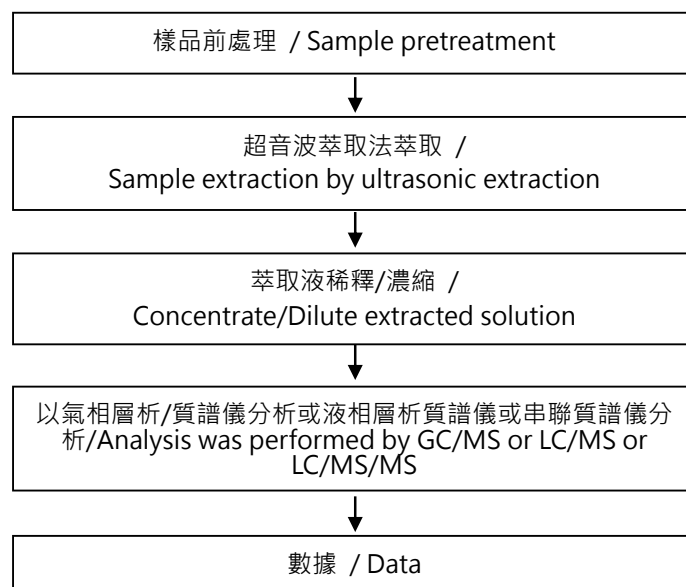 樣品前處理 / Sample pretreatment
超音波萃取法萃取 /
Sample extraction by ultrasonic extraction
萃取液稀釋/濃縮 /
Concentrate/Dilute extracted solution
以氣相層析/質譜儀分析或液相層析質譜儀或串聯質譜儀分
析/Analysis was performed by GC/MS or LC/MS or
LC/MS/MS
數據 / Data